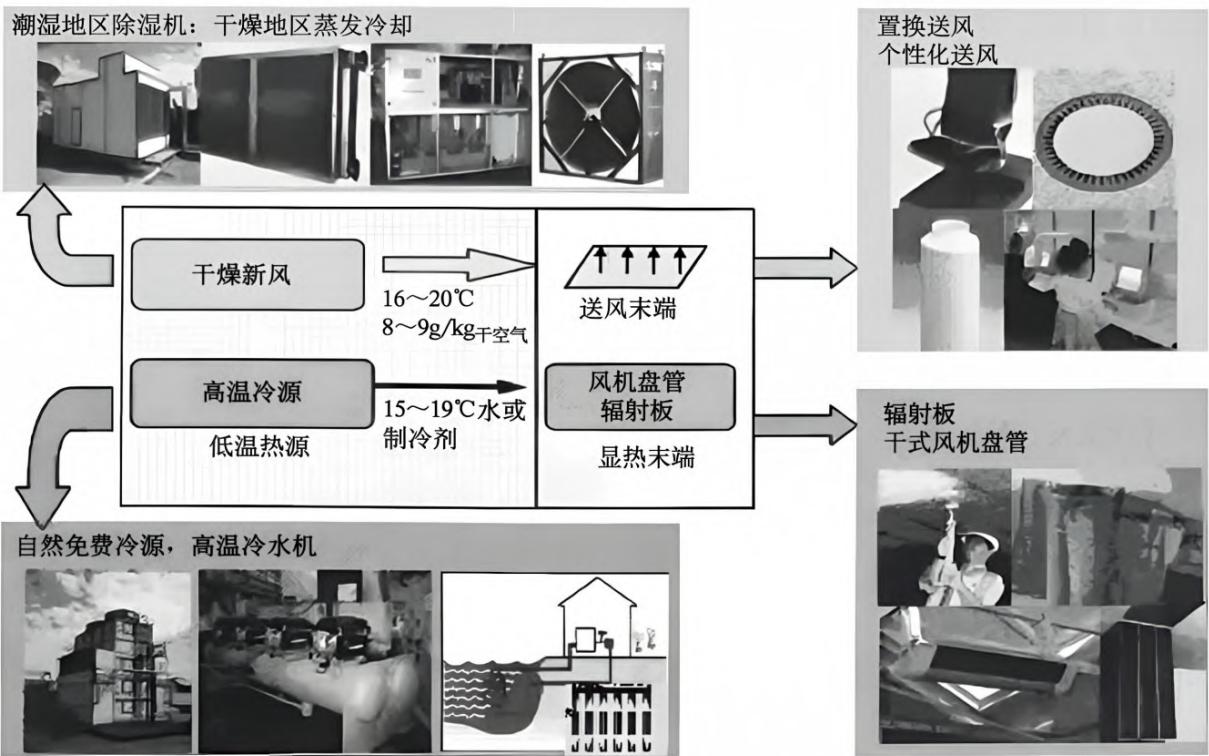 潮湿地区除湿机：干燥地区蒸发冷却
置换送风
个性化送风
干燥新风
16～20℃
8～9g/kg干空气
送风末端
高温冷源
低温热源
15～19℃水或
制冷剂
风机盘管
辐射板
显热末端
辐射板
干式风机盘管
自然免费冷源，高温冷水机